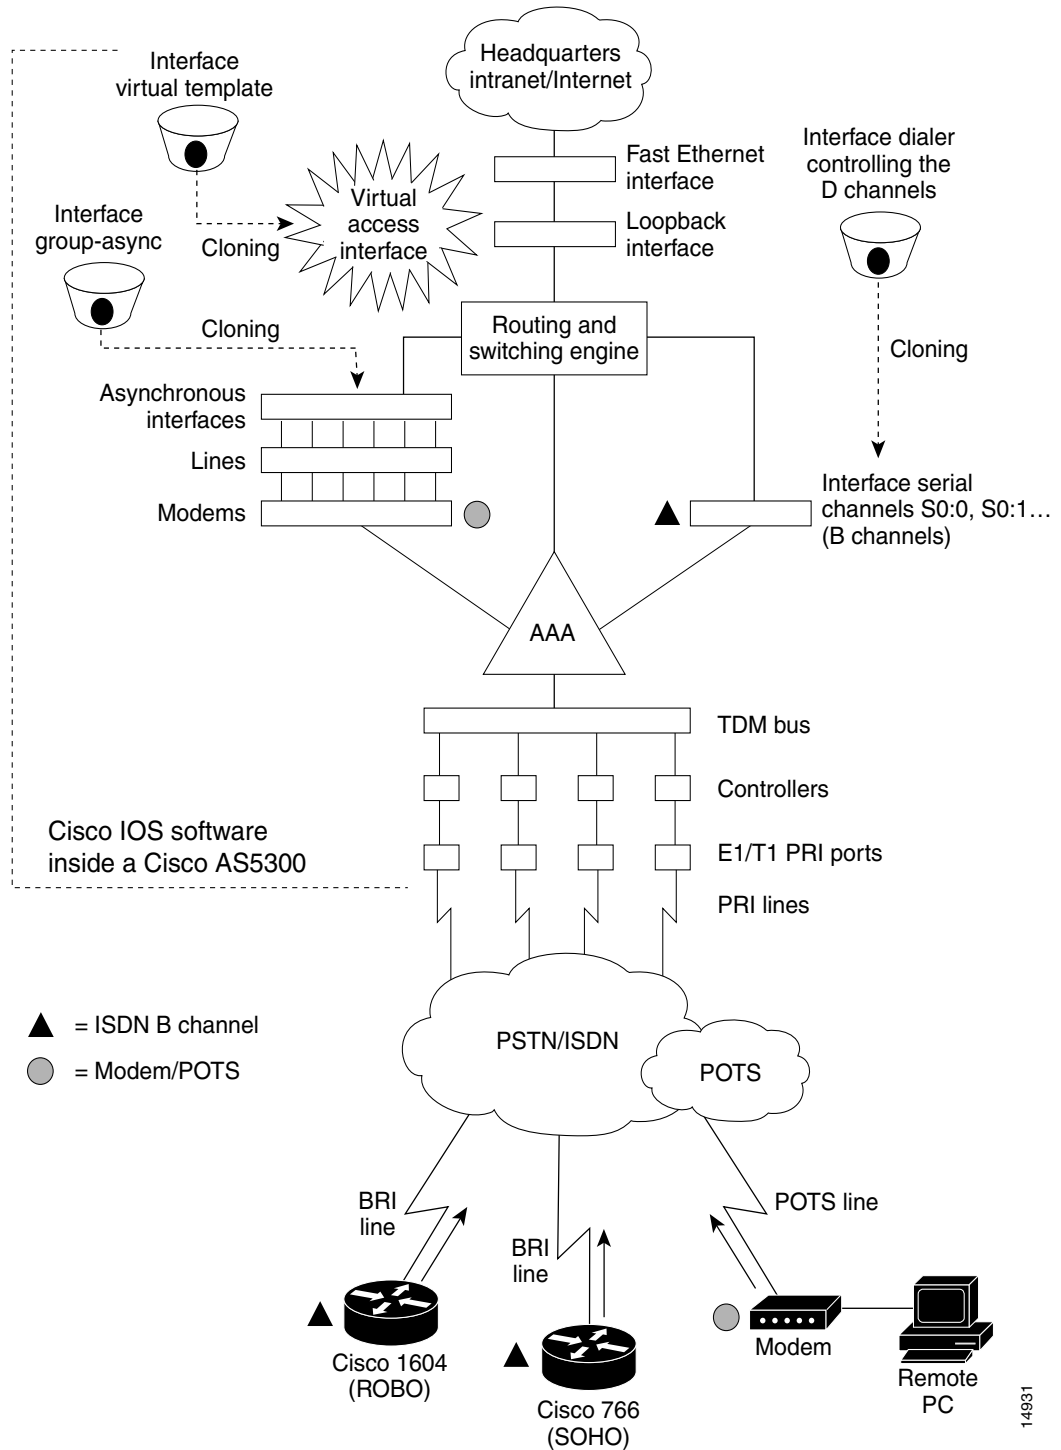 Headquarters
intranet/Internet
Interface
virtual template
Interface dialer
controlling the
D channels
Fast Ethernet
interface
Virtual
access
interface
Interface
group-async
Cloning
Loopback
interface
Cloning
Routing and
switching engine
Cloning
Asynchronous
interfaces
Lines
Modems
Interface serial
channels S0:0, S0:1...
(B channels)
AAA
TDM bus
Controllers
Cisco IOS software
inside a Cisco AS5300
E1/T1 PRI ports
PRI lines
= ISDN B channel
= Modem/POTS
PSTN/ISDN
POTS
BRI
line
BRI
line
POTS line
Cisco 1604
(ROBO)
Cisco 766
(SOHO)
Modem
Remote
PC
14931